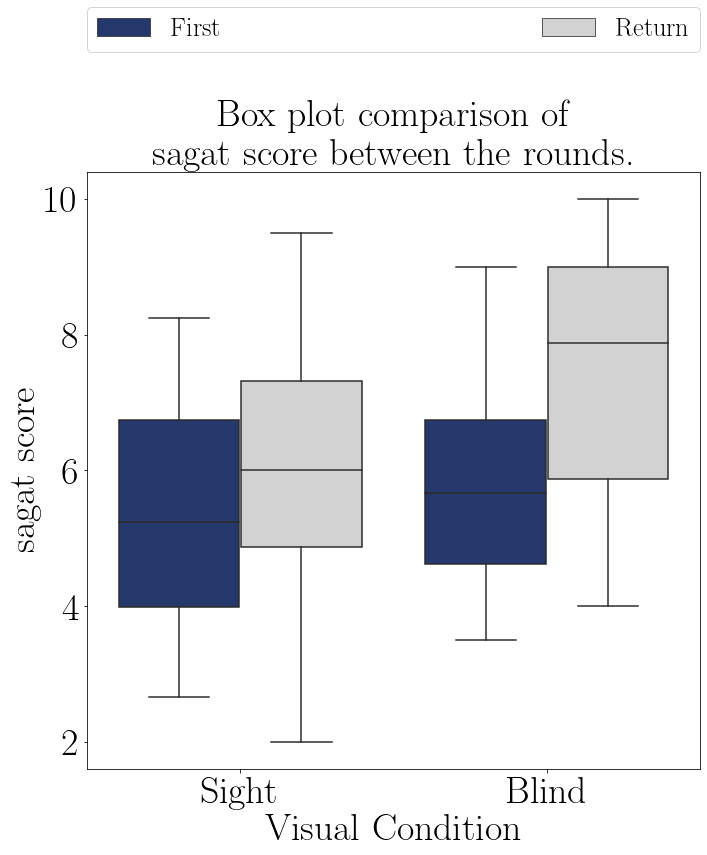 First
Return
Box plot comparison of
sagat score between the rounds.
10
8
6
4
2
sagat score
Sight
Blind
Visual Condition